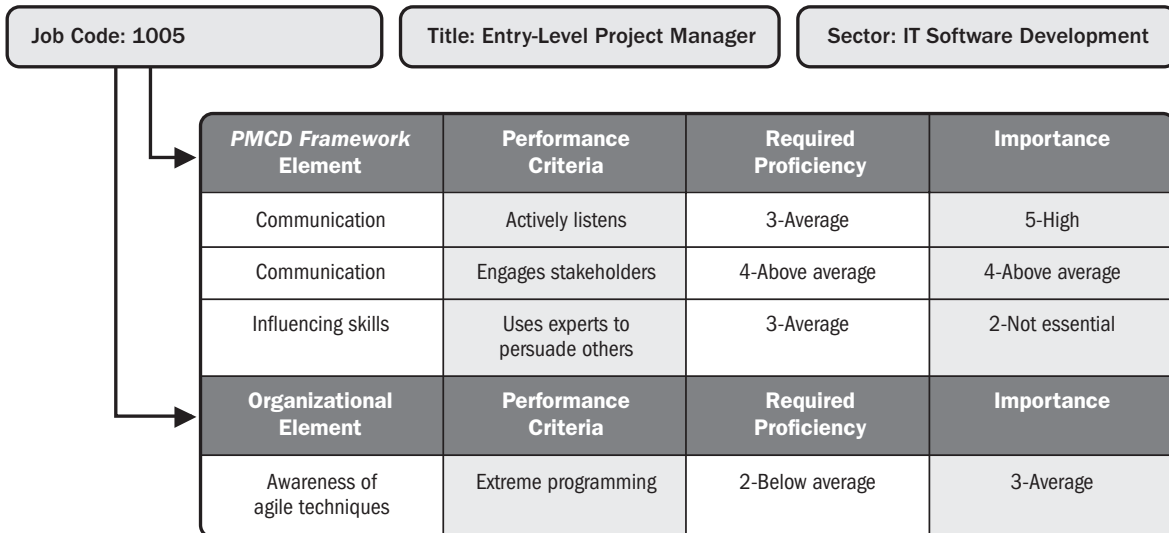 Job Code: 1005
Title: Entry-Level Project Manager
Sector: IT Software Development
PMCD Framework Element
Performance Criteria
Required Proficiency
Importance
Communication
Actively listens
3-Average
5-High
Communication
Engages stakeholders
4-Above average
4-Above average
Influencing skills
Uses experts to
persuade others
3-Average
2-Not essential
Organizational Element
Performance Criteria
Required Proficiency
Importance
Awareness of
agile techniques
Extreme programming
2-Below average
3-Average